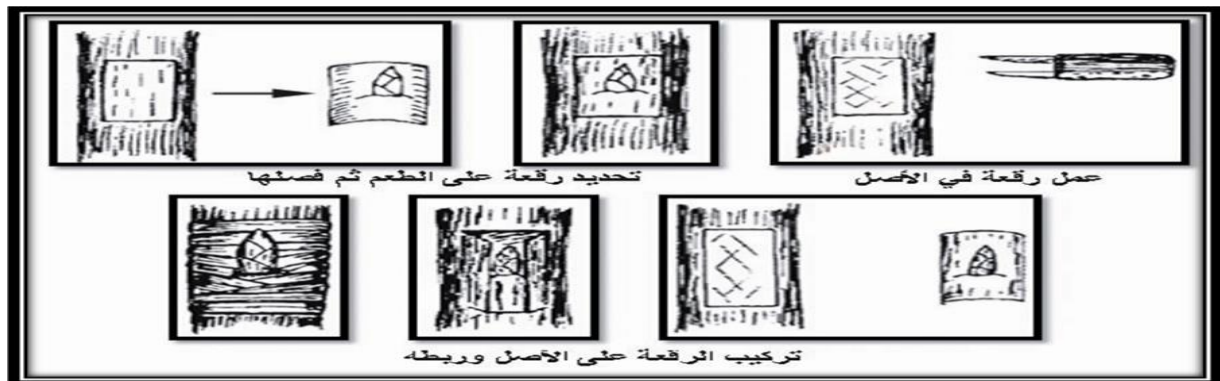 عمل رقعة في الأصل
تحديد رقعة على الطعم ثم فصلها
تركيب الرقعة على الأصل وربطه